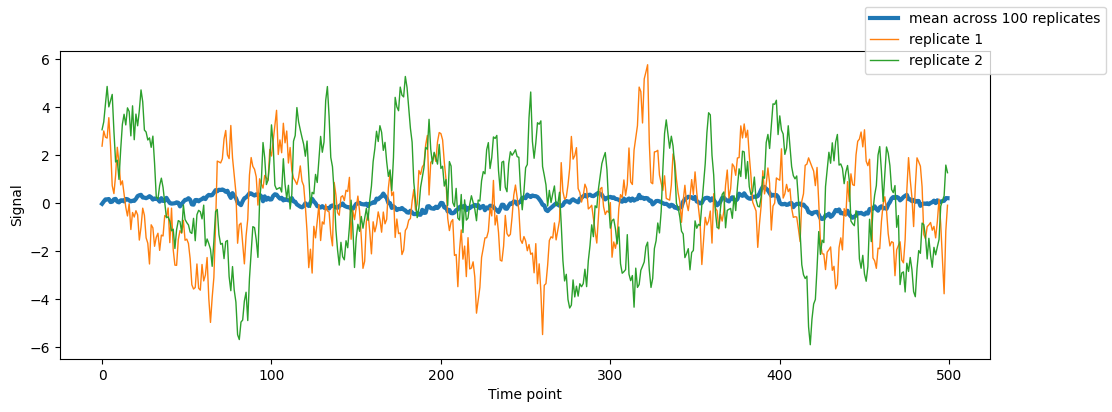 mean across 100 replicates
replicate 1
replicate 2
6
4
2
0
−2
−4
−6
Signal
0 100 200 300 400 500
Time point